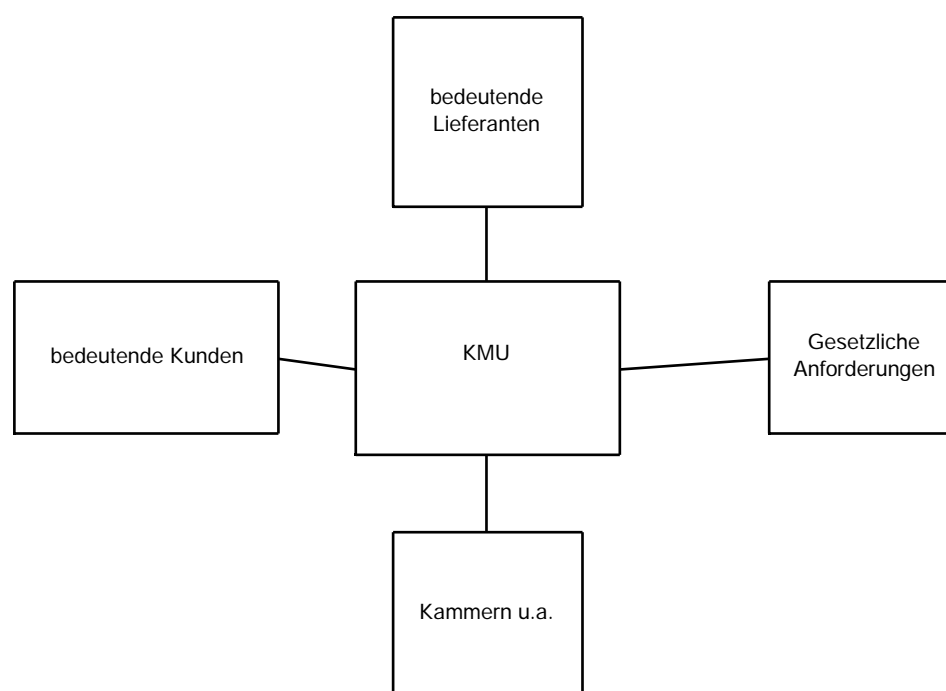 bedeutende
Lieferanten
bedeutende Kunden
KMU
Gesetzliche
Anforderungen
Kammern u.a.